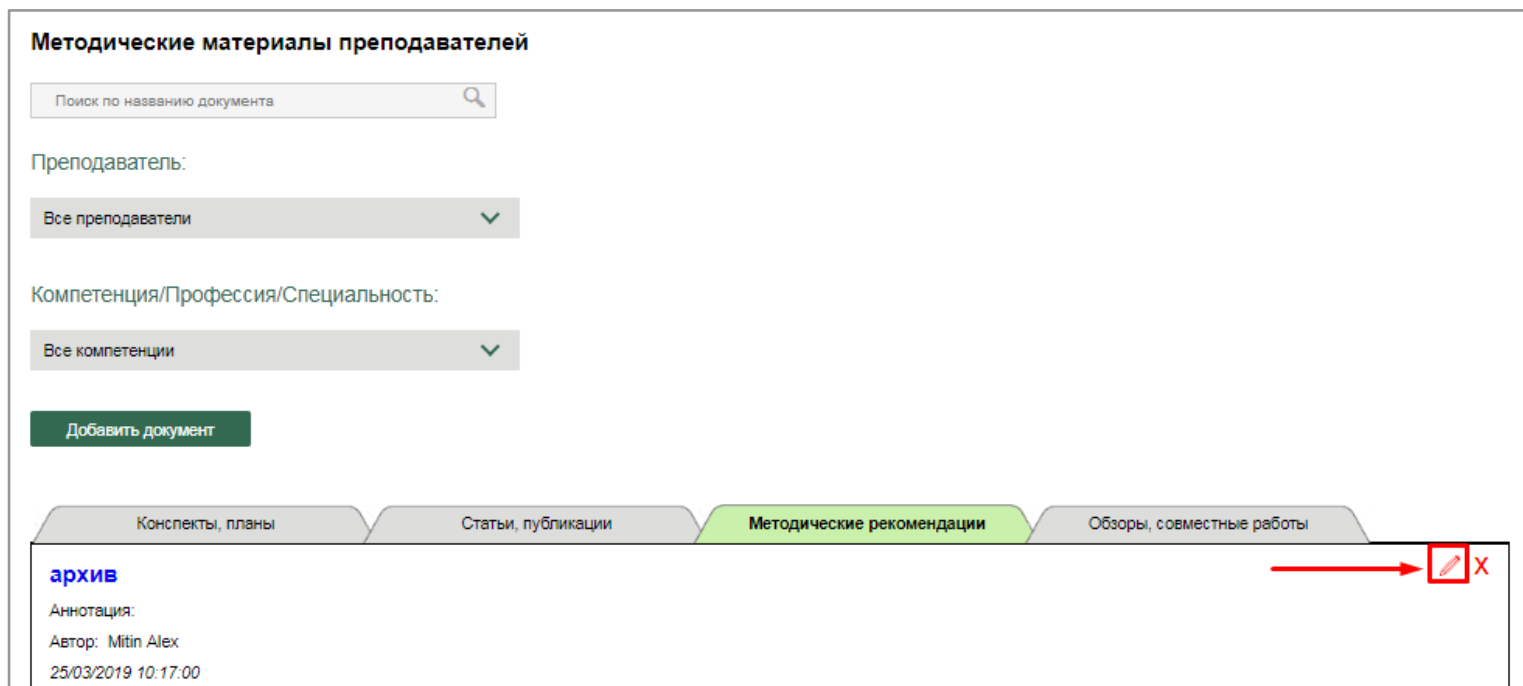 Методические материалы преподавателей
Поиск по названию документа
Преподаватель:
Все преподаватели
Компетенция/Профессия/Специальность:
Все компетенции
Добавить документ
Конспекты, планы Статьи, публикации Методические рекомендации Обзоры, совместные работы
архив X
Аннотация:
Автор: Mitin Alex
25/03/2019 10:17:00